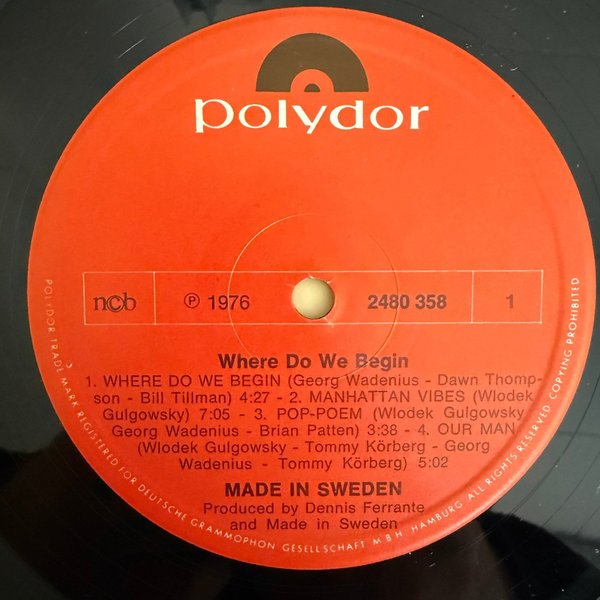 polydor
ncb ℗ 1976 2480 358 1
Where Do We Begin
1. WHERE DO WE BEGIN (Georg Wadenius - Dawn Thomp-
son - Bill Tillman) 4:27 - 2. MANHATTAN VIBES (Wlodek
Gulgowsky) 7:05 - 3. POP-POEM (Wlodek Gulgowsky
Georg Wadenius - Brian Patten) 3:38 - 4. OUR MAN
(Wlodek Gulgowsky - Tommy Körberg - Georg
Wadenius - Tommy Körberg) 5:02
MADE IN SWEDEN
Produced by Dennis Ferrante
and Made in Sweden
3
POLYDOR TRADE MARK REGISTERED FOR DEUTSCHE GRAMMOPHON GESELLSCHAFT M B H HAMBURG. ALL RIGHTS RESERVED COPYING PROHIBITED